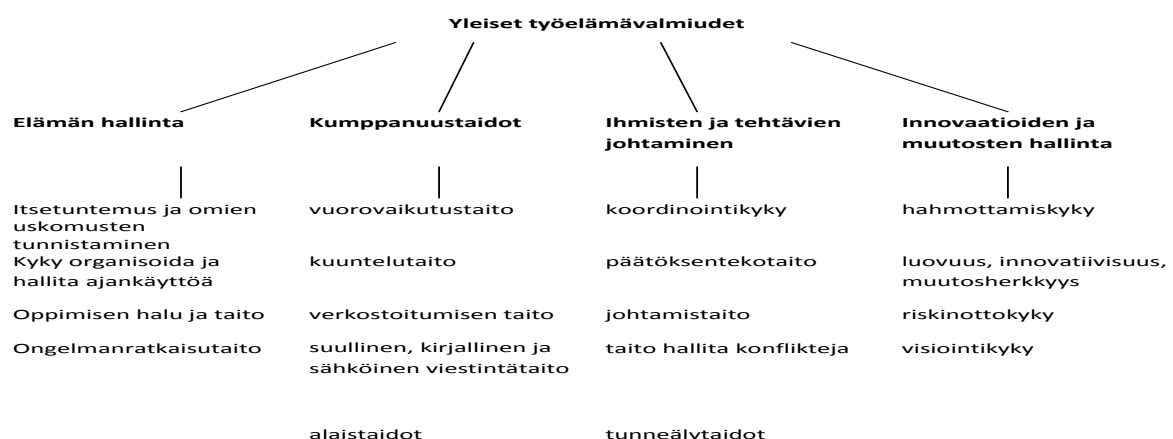 Yleiset työelämävalmiudet
Elämän hallinta
Kumppanuustaidot
Ihmisten ja tehtävien
johtaminen
Innovaatioiden ja
muutosten hallinta
Itsetuntemus ja omien
uskomusten
tunnistaminen
vuorovaikutustaito
koordinointikyky
hahmottamiskyky
Kyky organisoida ja
hallita ajankäyttöä
kuuntelutaito
päätöksentekotaito
luovuus, innovatiivisuus,
muutosherkkyys
Oppimisen halu ja taito
verkostoitumisen taito
johtamistaito
riskinottokyky
Ongelmanratkaisutaito
suullinen, kirjallinen ja
sähköinen viestintätaito
taito hallita konflikteja
visiointikyky
alaistaidot
tunneälytaidot